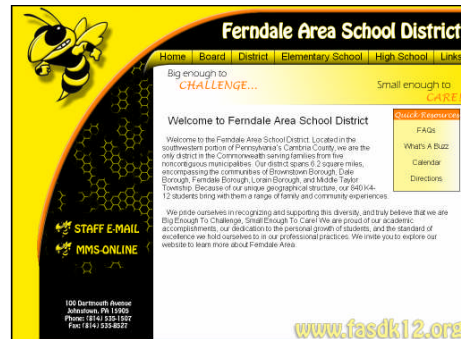 Ferndale Area School District
Home Board District Elementary School High School Links
Big enough to
CHALLENGE...
Small enough to
CARE!
Quick Resources
FAQs
What's A Buzz
Calendar
Directions
Welcome to Ferndale Area School District
Welcome to the Ferndale Area School District. Located in the
southwestern portion of Pennsylvania's Cambria County, we are the
only district in the Commonwealth serving families from five
noncontiguous municipalities. Our district spans 6.2 square miles,
encompassing the communities of Brownstown Borough, Dale
Borough, Ferndale Borough, Lorain Borough, and Middle Taylor
Township. Because of our unique geographical structure, our 840 K4-
12 students bring with them a range of family and community experiences.
We pride ourselves in recognizing and supporting this diversity, and truly believe that we are
Big Enough To Challenge, Small Enough To Care! We are proud of our academic
accomplishments, our dedication to the personal growth of students, and the standard of
excellence we hold ourselves to in our professional practices. We invite you to explore our
website to learn more about Ferndale Area.
STAFF E-MAIL
MMS-ONLINE
100 Dartmouth Avenue
Johnstown, PA 15905
Phone: (814) 535-1507
Fax: (814) 535-8527
www.fasdk12.org